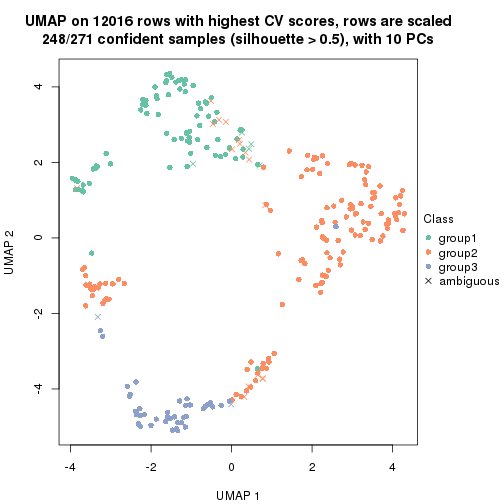 UMAP on 12016 rows with highest CV scores, rows are scaled
248/271 confident samples (silhouette > 0.5), with 10 PCs
4
2
0
-2
-4
UMAP 2
-4
-2
0
2
4
UMAP 1
Class
group1
group2
group3
ambiguous